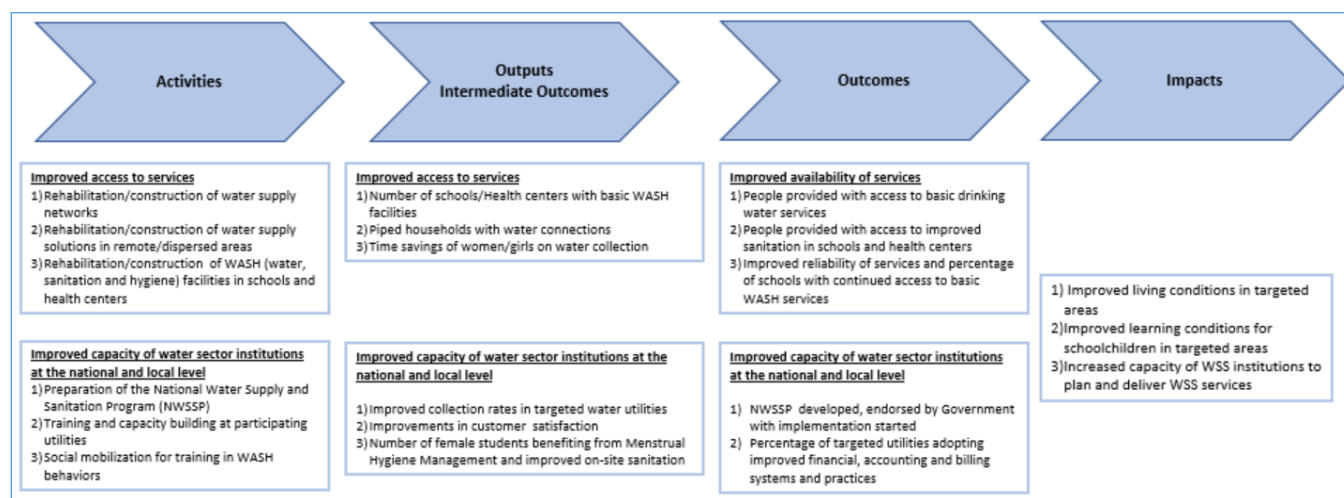 Activities
Outputs
Intermediate Outcomes
Outcomes
Impacts
Improved access to services
1) Rehabilitation/construction of water supply
networks
2) Rehabilitation/construction of water supply
solutions in remote/dispersed areas
3) Rehabilitation/construction of WASH (water,
sanitation and hygiene) facilities in schools and
health centers
Improved access to services
1) Number of schools/Health centers with basic WASH
facilities
2) Piped households with water connections
3) Time savings of women/girls on water collection
Improved availability of services
1) People provided with access to basic drinking
water services
2) People provided with access to improved
sanitation in schools and health centers
3) Improved reliability of services and percentage
of schools with continued access to basic
WASH services
1) Improved living conditions in targeted
areas
2) Improved learning conditions for
schoolchildren in targeted areas
3) Increased capacity of WSS institutions to
plan and deliver WSS services
Improved capacity of water sector institutions
at the national and local level
1) Preparation of the National Water Supply and
Sanitation Program (NWSSP)
2) Training and capacity building at participating
utilities
3) Social mobilization for training in WASH
behaviors
Improved capacity of water sector institutions at the
national and local level
1) Improved collection rates in targeted water utilities
2) Improvements in customer satisfaction
3) Number of female students benefiting from Menstrual
Hygiene Management and improved on-site sanitation
Improved capacity of water sector institutions
at the national and local level
1) NWSSP developed, endorsed by Government
with implementation started
2) Percentage of targeted utilities adopting
improved financial, accounting and billing
systems and practices